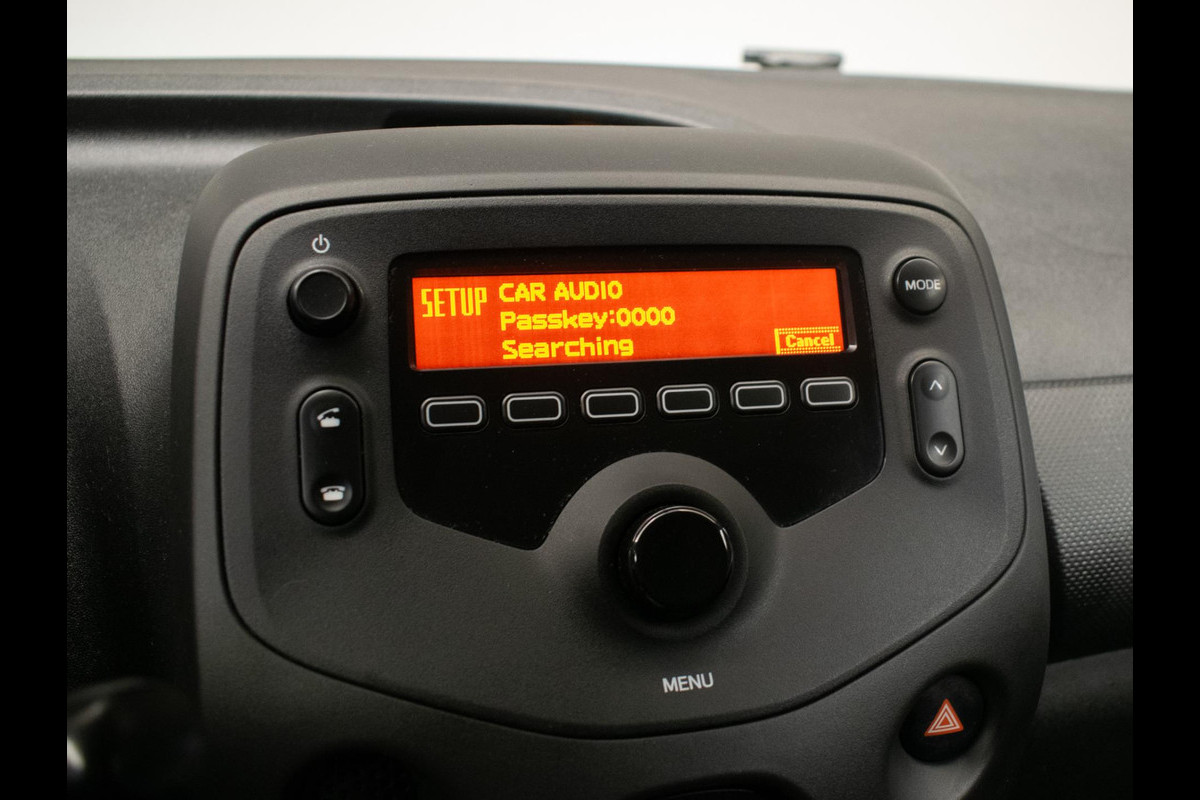 SETUP
CAR AUDIO
Passkey:0000
Searching
Cancel
MODE
MENU